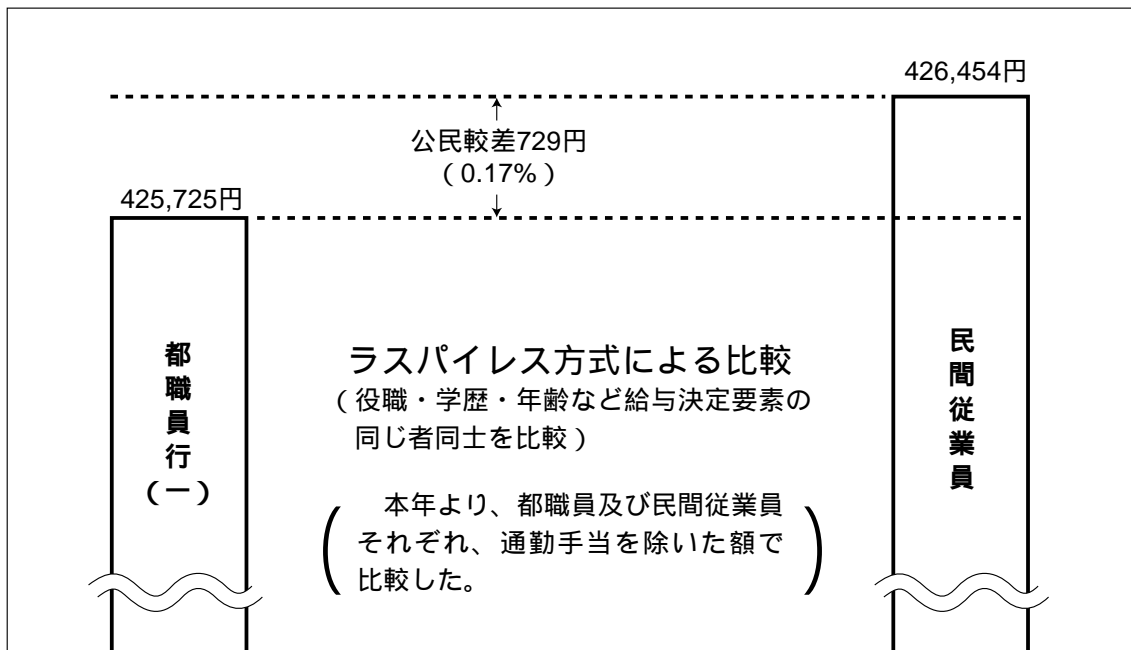 426,454円
公民較差729円
(0.17%)
425,725円
都職員行(一)
ラスパイレス方式による比較
(役職・学歴・年齢など給与決定要素の
同じ者同士を比較)
本年より、都職員及び民間従業員
それぞれ、通勤手当を除いた額で
比較した。
民間従業員